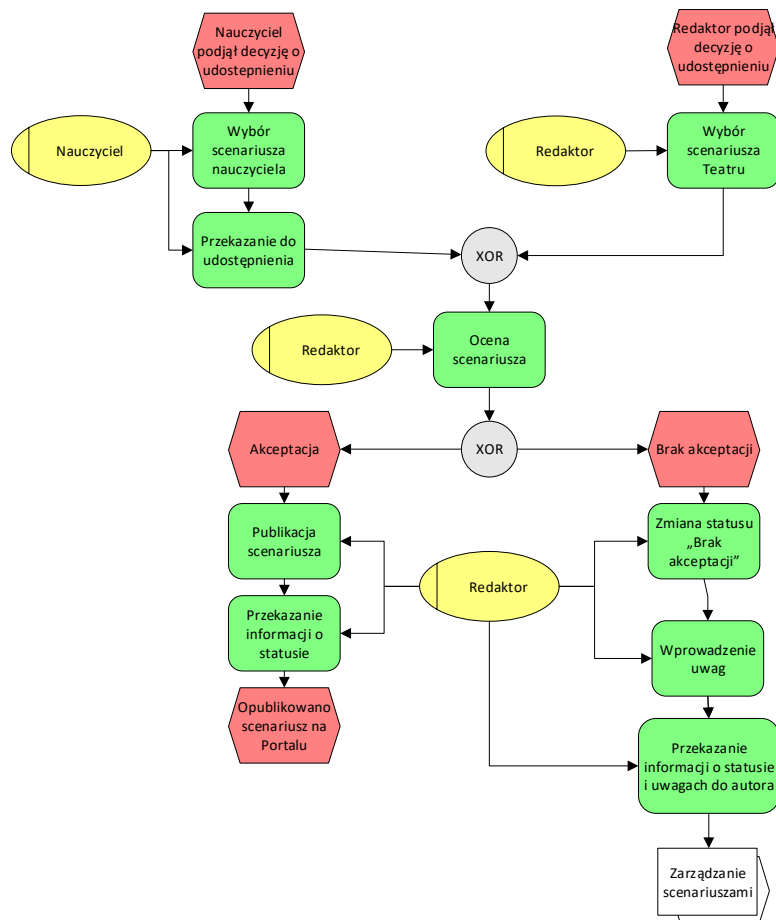 Nauczyciel
podjął decyzję o
udostepnieniu
Redaktor podjął
decyzję o
udostępnieniu
Nauczyciel
Wybór
scenariusza
nauczyciela
Redaktor
Wybór
scenariusza
Teatru
Przekazanie do
udostępnienia
XOR
Redaktor
Ocena
scenariusza
Akceptacja
XOR
Brak akceptacji
Publikacja
scenariusza
Zmiana statusu
„Brak
akceptacji”
Redaktor
Przekazanie
informacji o
statusie
Wprowadzenie
uwag
Opublikowano
scenariusz na
Portalu
Przekazanie
informacji o statusie
i uwagach do autora
Zarządzanie
scenariuszami